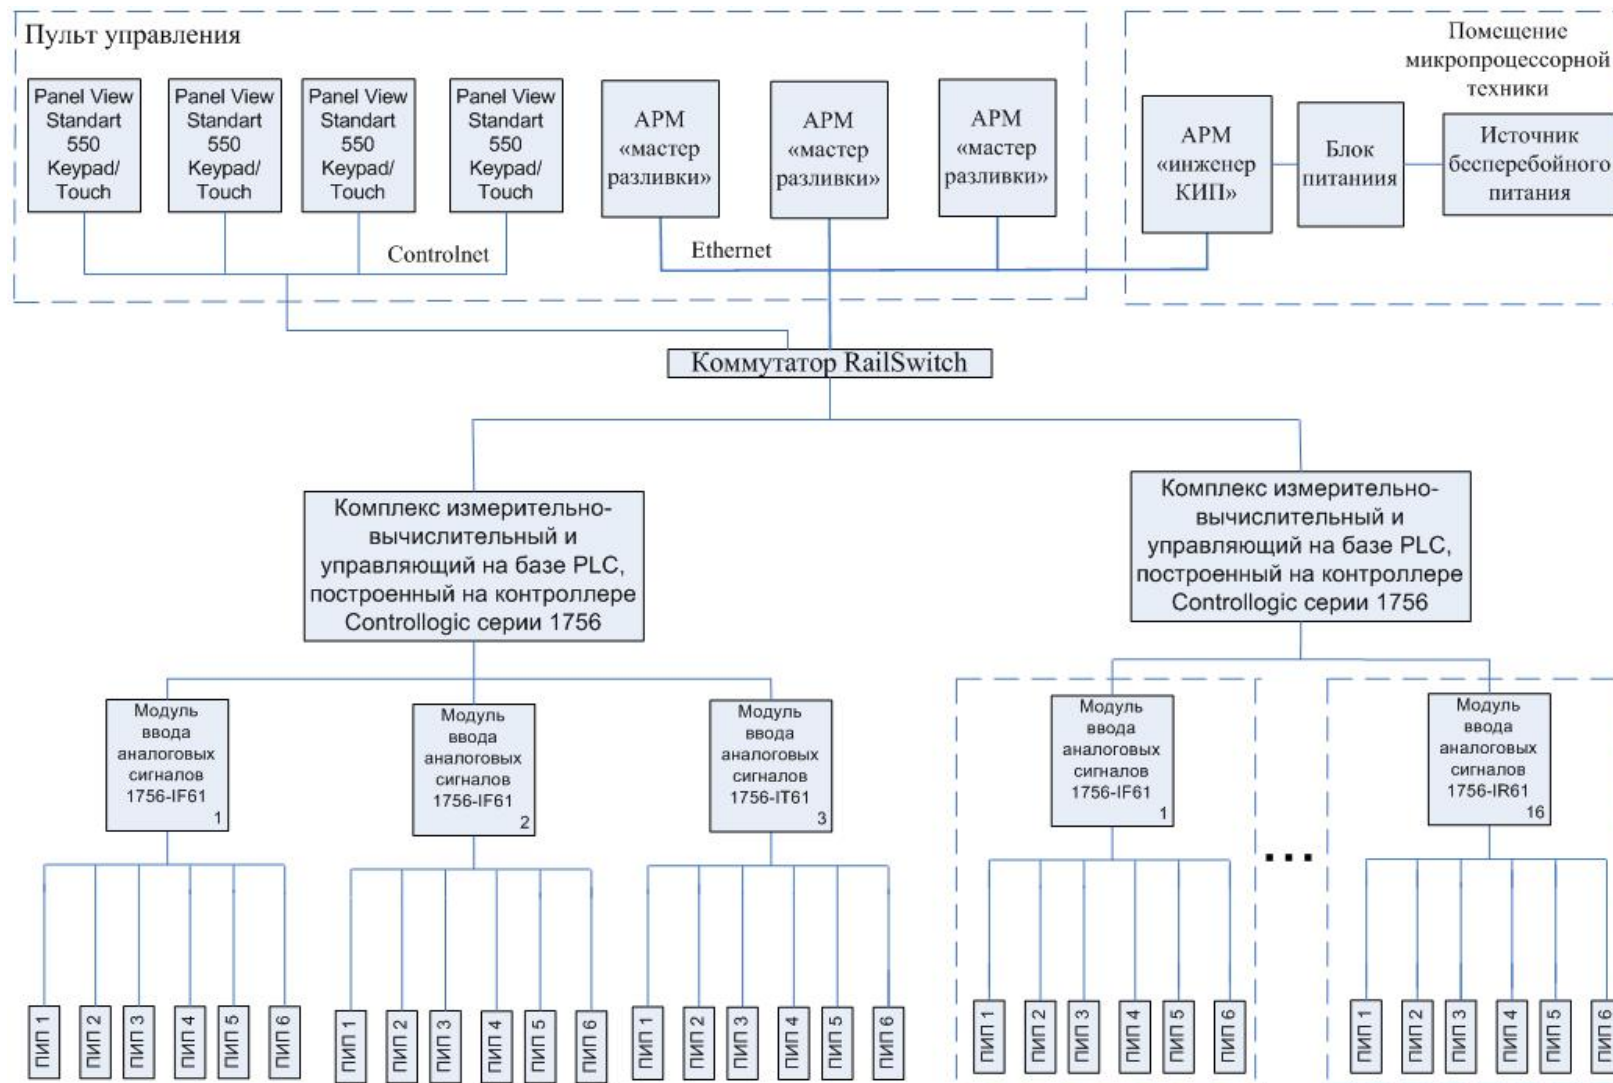 Пульт управления
Помещение
микропроцессорной
техники
Panel View
Standart
550
Keypad/
Touch
Panel View
Standart
550
Keypad/
Touch
Panel View
Standart
550
Keypad/
Touch
Panel View
Standart
550
Keypad/
Touch
АРМ
«мастер
разливки»
АРМ
«мастер
разливки»
АРМ
«мастер
разливки»
АРМ
«инженер
КИП»
Блок
питаниия
Источник
бесперебойного
питания
Controlnet
Ethernet
Коммутатор RailSwitch
Комплекс измерительно-
вычислительный и
управляющий на базе PLC,
построенный на контроллере
Controllogic серии 1756
Комплекс измерительно-
вычислительный и
управляющий на базе PLC,
построенный на контроллере
Controllogic серии 1756
Модуль
ввода
аналоговых
сигналов
1756-IF61
1
Модуль
ввода
аналоговых
сигналов
1756-IF61
2
Модуль
ввода
аналоговых
сигналов
1756-IT61
3
Модуль
ввода
аналоговых
сигналов
1756-IF61
1
...
Модуль
ввода
аналоговых
сигналов
1756-IR61
16
ПИП 1
ПИП 2
ПИП 3
ПИП 4
ПИП 5
ПИП 6
ПИП 1
ПИП 2
ПИП 3
ПИП 4
ПИП 5
ПИП 6
ПИП 1
ПИП 2
ПИП 3
ПИП 4
ПИП 5
ПИП 6
ПИП 1
ПИП 2
ПИП 3
ПИП 4
ПИП 5
ПИП 6
ПИП 1
ПИП 2
ПИП 3
ПИП 4
ПИП 5
ПИП 6